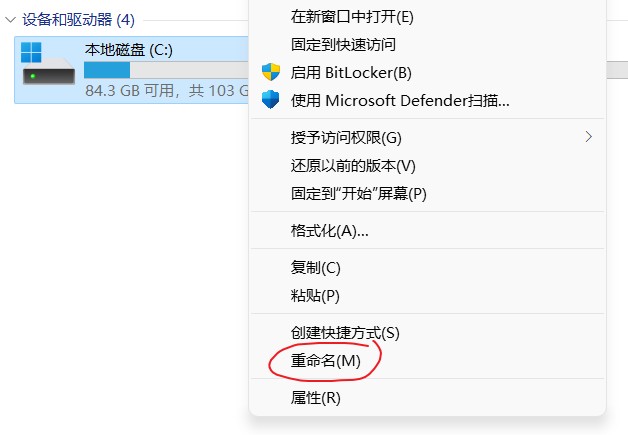 设备和驱动器 (4)
本地磁盘 (C:)
84.3 GB 可用，共 103 G
在新窗口中打开(E)
固定到快速访问
启用 BitLocker(B)
使用 Microsoft Defender扫描...
授予访问权限(G)
还原以前的版本(V)
固定到"开始"屏幕(P)
格式化(A)...
复制(C)
粘贴(P)
创建快捷方式(S)
重命名(M)
属性(R)